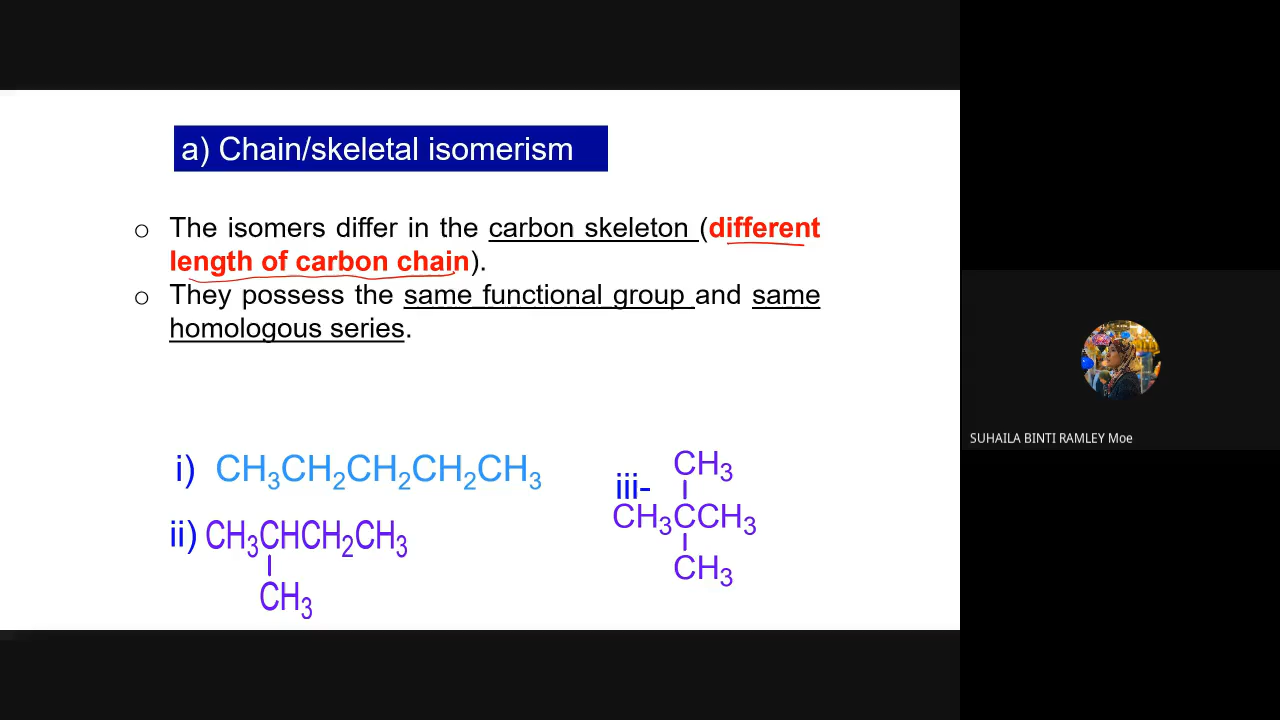 a) Chain/skeletal isomerism
o The isomers differ in the carbon skeleton (different
length of carbon chain).
o They possess the same functional group and same
homologous series.
i) CH₃CH₂CH₂CH₂CH₃
ii) CH₃CHCH₂CH₃
CH₃
iii-
CH₃
CH₃CCH₃
CH₃
SUHAILA BINTI RAMLEY Moe